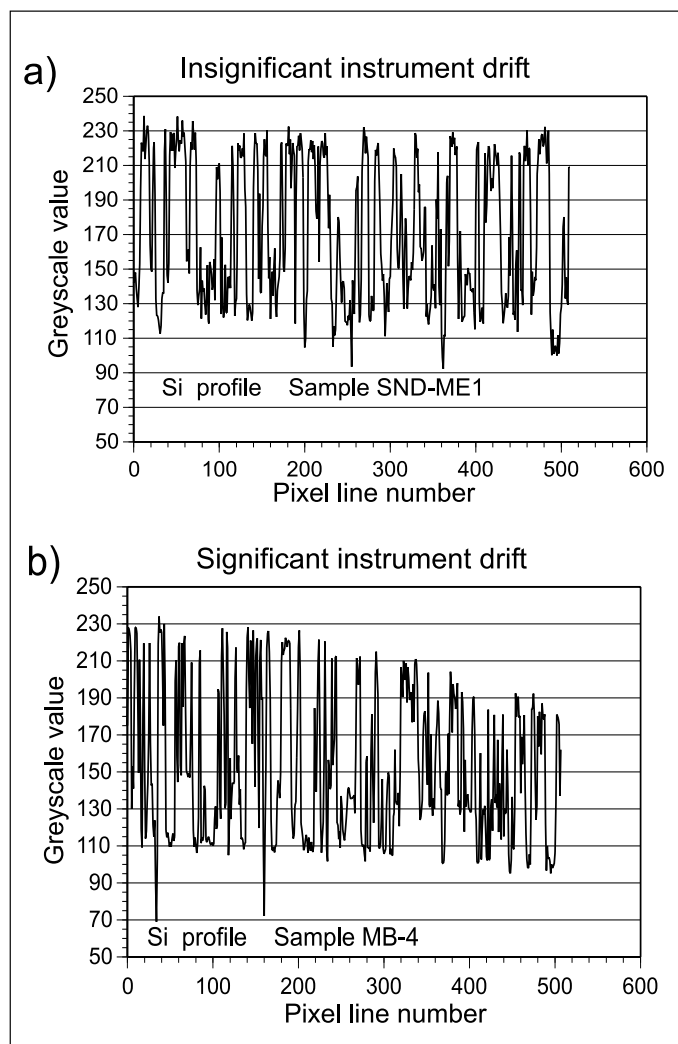 a)
Insignificant instrument drift
Greyscale value
250
230
210
190
170
150
130
110
90
70
50
Si profile Sample SND-ME1
0 100 200 300 400 500 600
Pixel line number
b)
Significant instrument drift
Greyscale value
250
230
210
190
170
150
130
110
90
70
50
Si profile Sample MB-4
0 100 200 300 400 500 600
Pixel line number